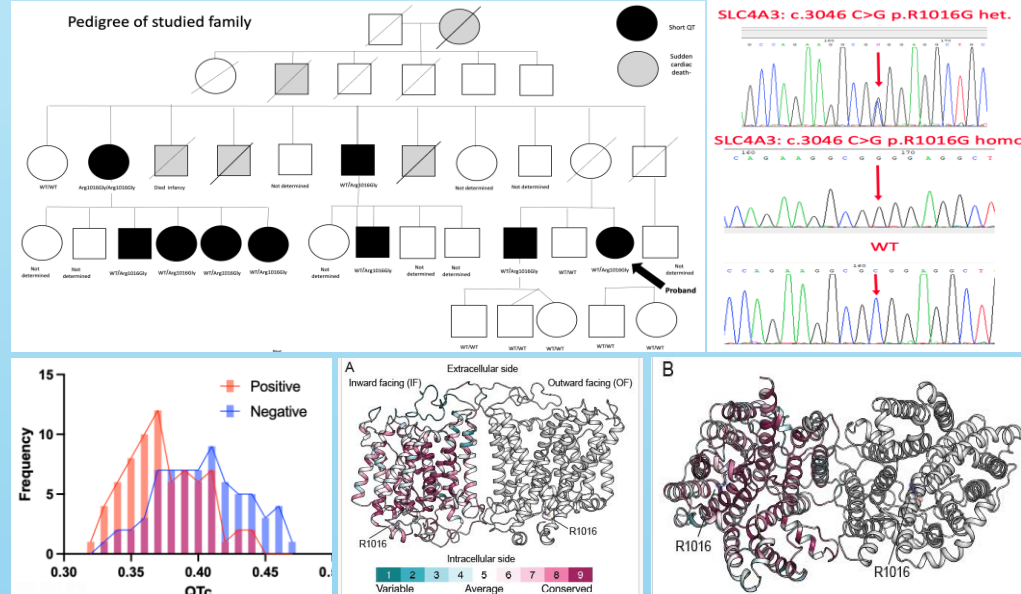 Pedigree of studied family
Short QT
Sudden
cardiac
death-
WT/WT
Arg1016Gly/Arg1016Gly
Died Infancy
Not determined
WT/Arg1016Gly
Not determined
Not determined
Not
determined
Not
determined
WT/Arg1016Gly
WT/Arg1016Gly
WT/Arg1016Gly
WT/Arg1016Gly
Not
determined
WT/Arg1016Gly
Not
determined
Not
determined
WT/Arg1016Gly
WT/WT
WT/Arg1016Gly
Not
determined
Proband
WT/WT
WT/WT
WT/WT
WT/WT
WT/WT
SLC4A3: c.3046 C>G p.R1016G het.
170
SLC4A3: c.3046 C>G p.R1016G homo
160 170
C A G A A G G C G G G G A G G C T
WT
160
C C A G A A G G C G C G G A G G C T
Positive
Negative
Frequency
15
10
5
0
0.30 0.35 0.40 0.45
QTc
A
Extracellular side
Inward facing (IF) Outward facing (OF)
R1016 R1016
Intracellular side
1 2 3 4 5 6 7 8 9
Variable Average Conserved
B
R1016
R1016